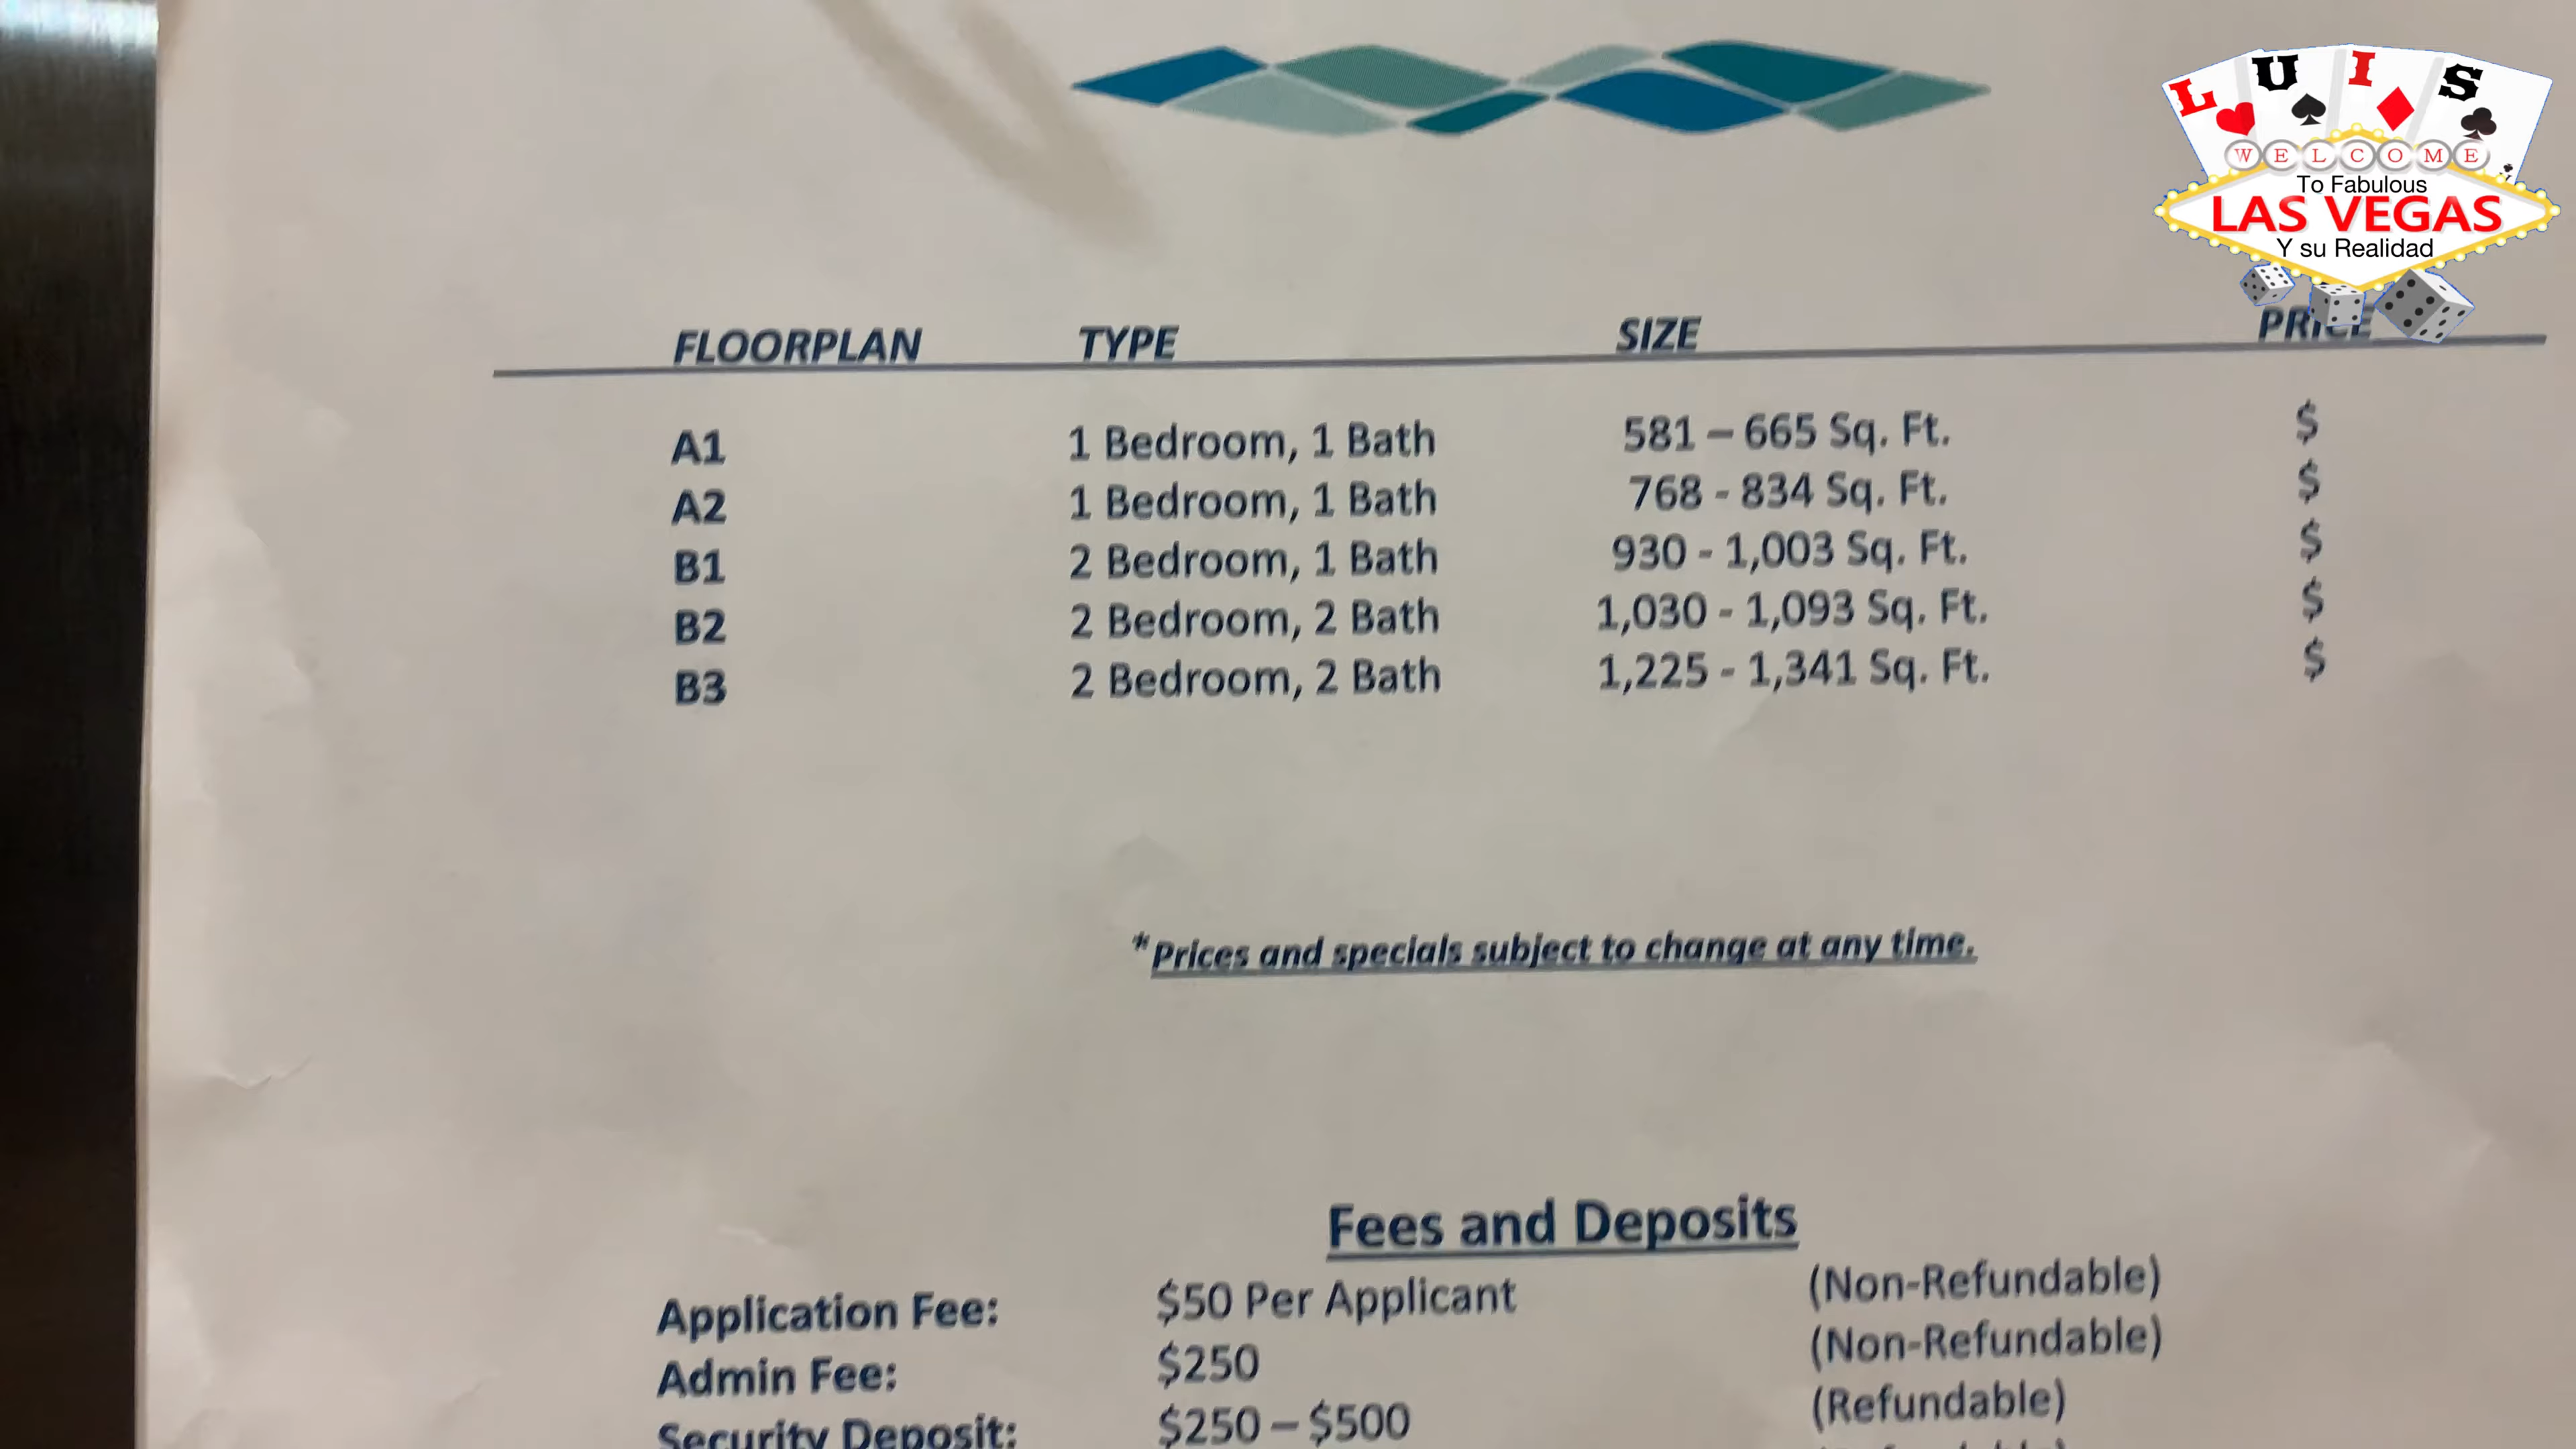 L U I S
WELCOME
To Fabulous
LAS VEGAS
Y su Realidad
FLOORPLAN TYPE SIZE PRICE
A1 1 Bedroom, 1 Bath 581 – 665 Sq. Ft. $
A2 1 Bedroom, 1 Bath 768 - 834 Sq. Ft. $
B1 2 Bedroom, 1 Bath 930 - 1,003 Sq. Ft. $
B2 2 Bedroom, 2 Bath 1,030 - 1,093 Sq. Ft. $
B3 2 Bedroom, 2 Bath 1,225 - 1,341 Sq. Ft. $
*Prices and specials subject to change at any time.
Fees and Deposits
Application Fee: $50 Per Applicant (Non-Refundable)
Admin Fee: $250 (Non-Refundable)
Security Deposit: $250 – $500 (Refundable)